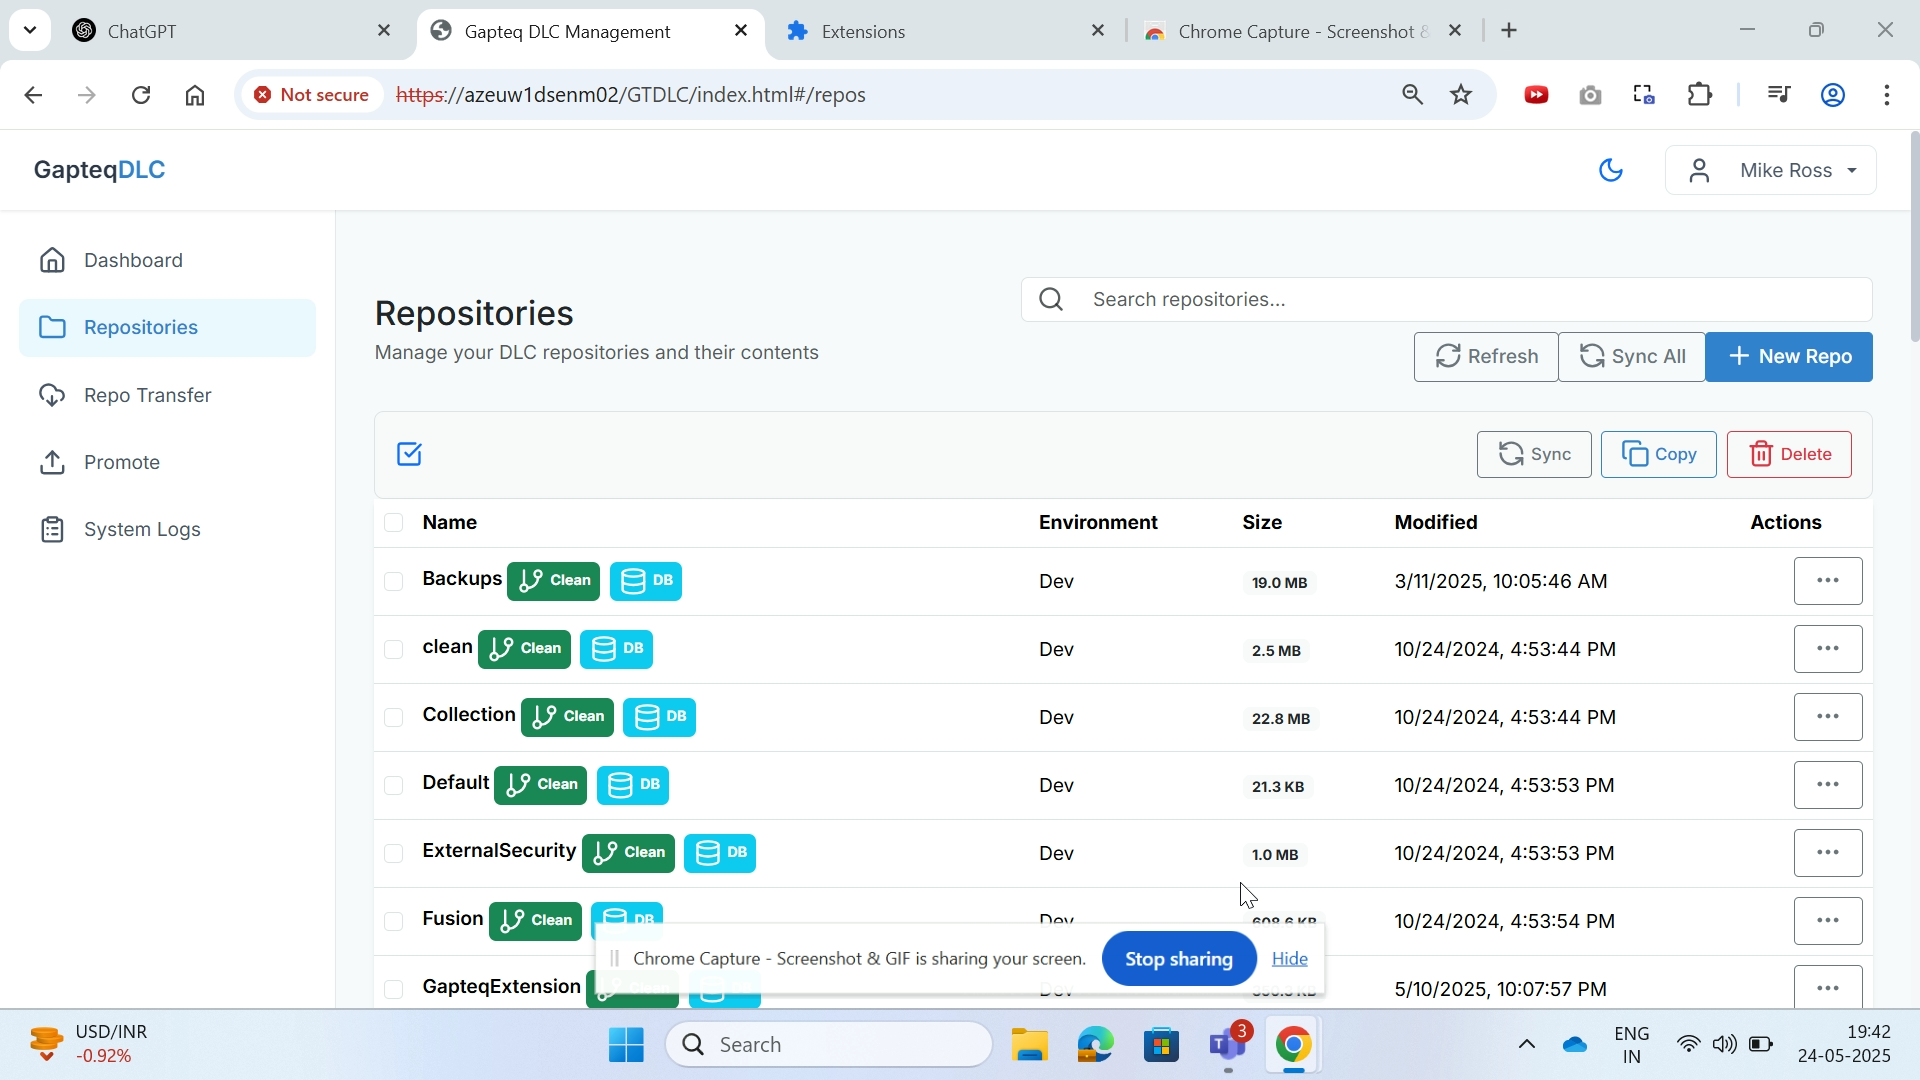 ChatGPT
Gapteq DLC Management
Extensions
Chrome Capture - Screenshot &
Not secure
https://azeuw1dsenm02/GTDLC/index.html#/repos
GapteqDLC
Mike Ross
Dashboard
Repositories
Repo Transfer
Promote
System Logs
Repositories
Manage your DLC repositories and their contents
Search repositories...
Refresh
Sync All
New Repo
Sync
Copy
Delete
Name Environment Size Modified Actions
Backups Clean DB Dev 19.0 MB 3/11/2025, 10:05:46 AM
clean Clean DB Dev 2.5 MB 10/24/2024, 4:53:44 PM
Collection Clean DB Dev 22.8 MB 10/24/2024, 4:53:44 PM
Default Clean DB Dev 21.3 KB 10/24/2024, 4:53:53 PM
ExternalSecurity Clean DB Dev 1.0 MB 10/24/2024, 4:53:53 PM
Fusion Clean DB Dev 608.6 KB 10/24/2024, 4:53:54 PM
Chrome Capture - Screenshot & GIF is sharing your screen. Stop sharing Hide
GapteqExtension Clean DB Dev 5/10/2025, 10:07:57 PM
USD/INR
-0.92%
Search
3
ENG
IN
19:42
24-05-2025